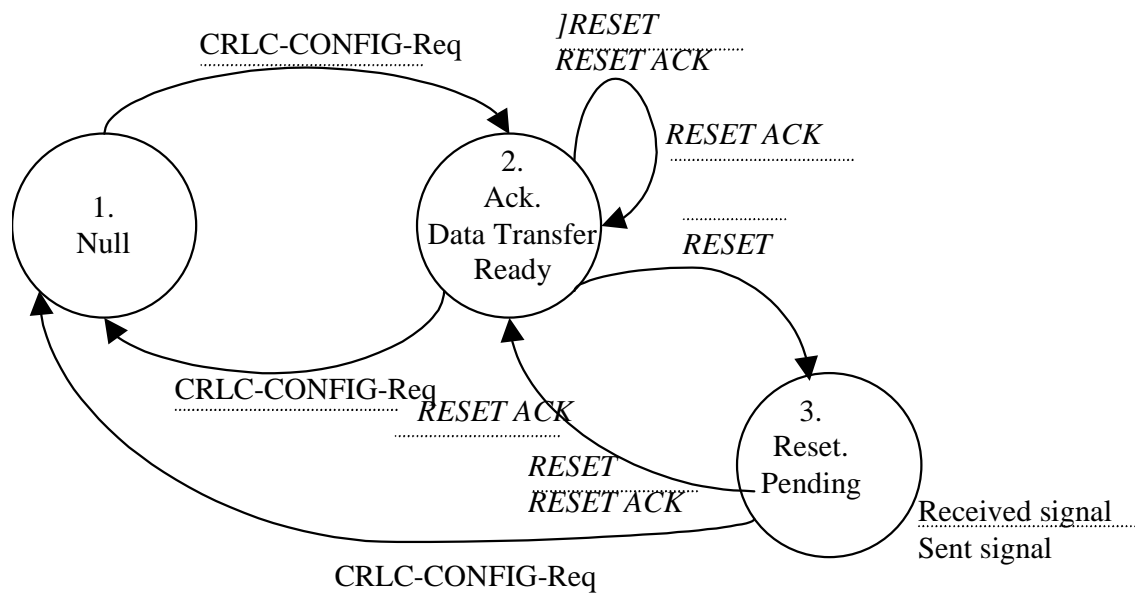 ]RESET
CRLC-CONFIG-Req
RESET ACK
RESET ACK
1.
Null
2.
Ack.
Data Transfer
Ready
RESET
CRLC-CONFIG-Req
RESET ACK
3.
Reset.
Pending
RESET
RESET ACK
Received signal
Sent signal
CRLC-CONFIG-Req